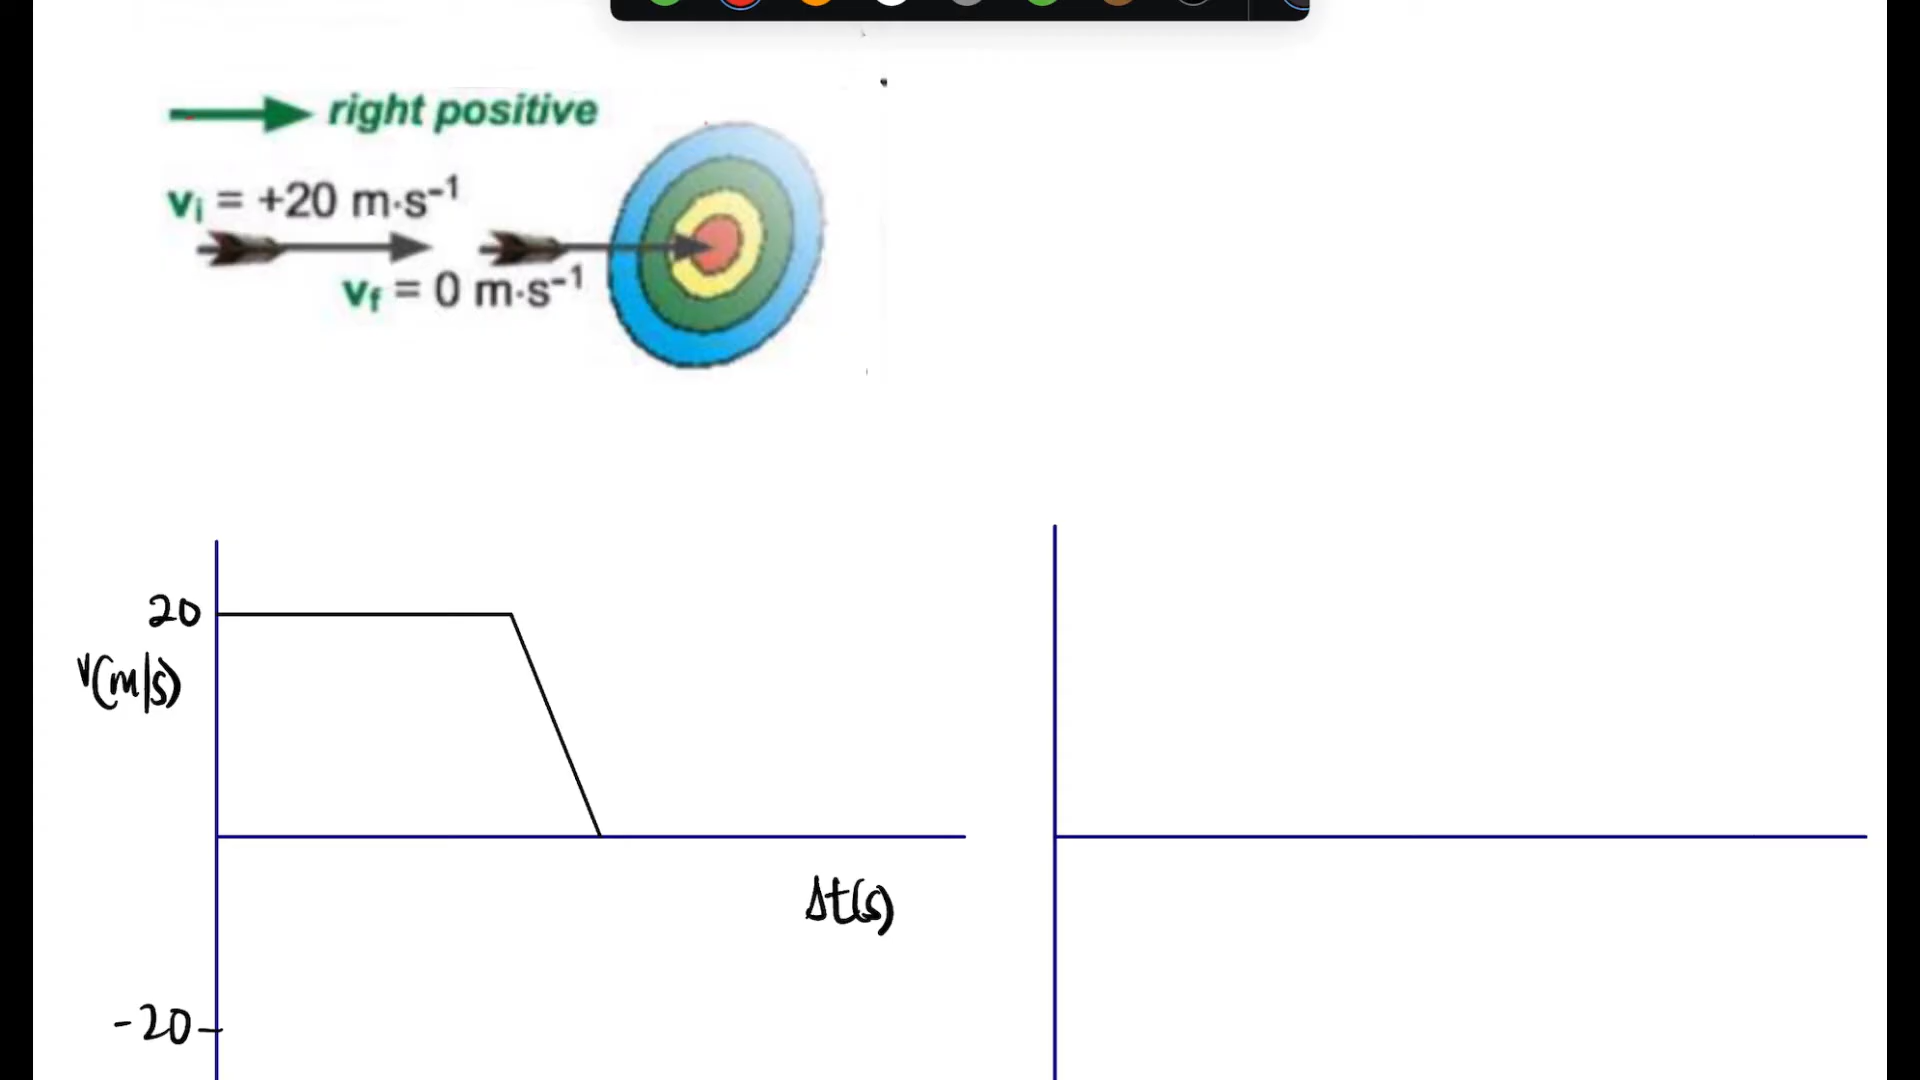 right positive
vi = +20 m·s⁻¹
vf = 0 m·s⁻¹
20
v(m/s)
Δt(s)
-20